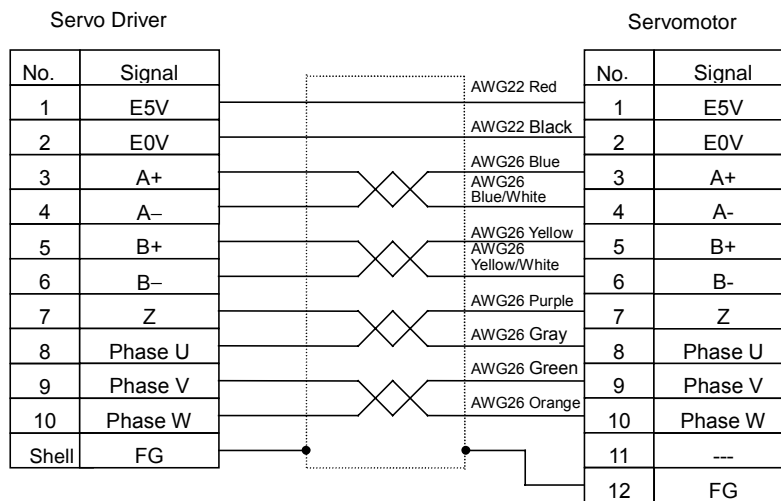 Servo Driver
Servomotor
No. Signal
1 E5V
2 E0V
3 A+
4 A−
5 B+
6 B−
7 Z
8 Phase U
9 Phase V
10 Phase W
Shell FG
AWG22 Red
AWG22 Black
AWG26 Blue
AWG26
Blue/White
AWG26 Yellow
AWG26
Yellow/White
AWG26 Purple
AWG26 Gray
AWG26 Green
AWG26 Orange
No. Signal
1 E5V
2 E0V
3 A+
4 A-
5 B+
6 B-
7 Z
8 Phase U
9 Phase V
10 Phase W
11 ---
12 FG